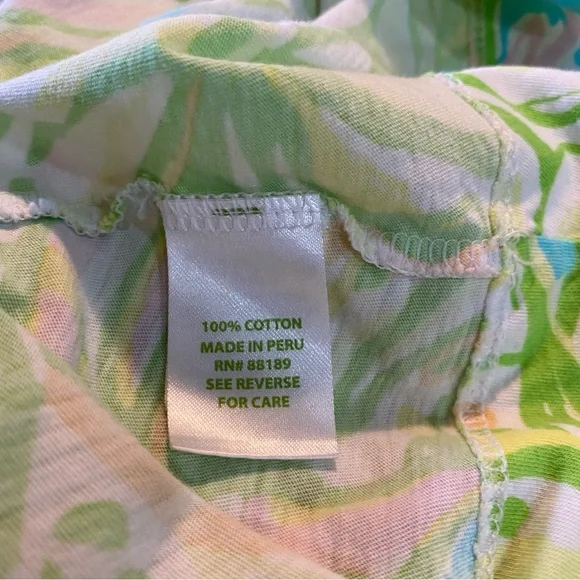 100% COTTON
MADE IN PERU
RN# 88189
SEE REVERSE
FOR CARE